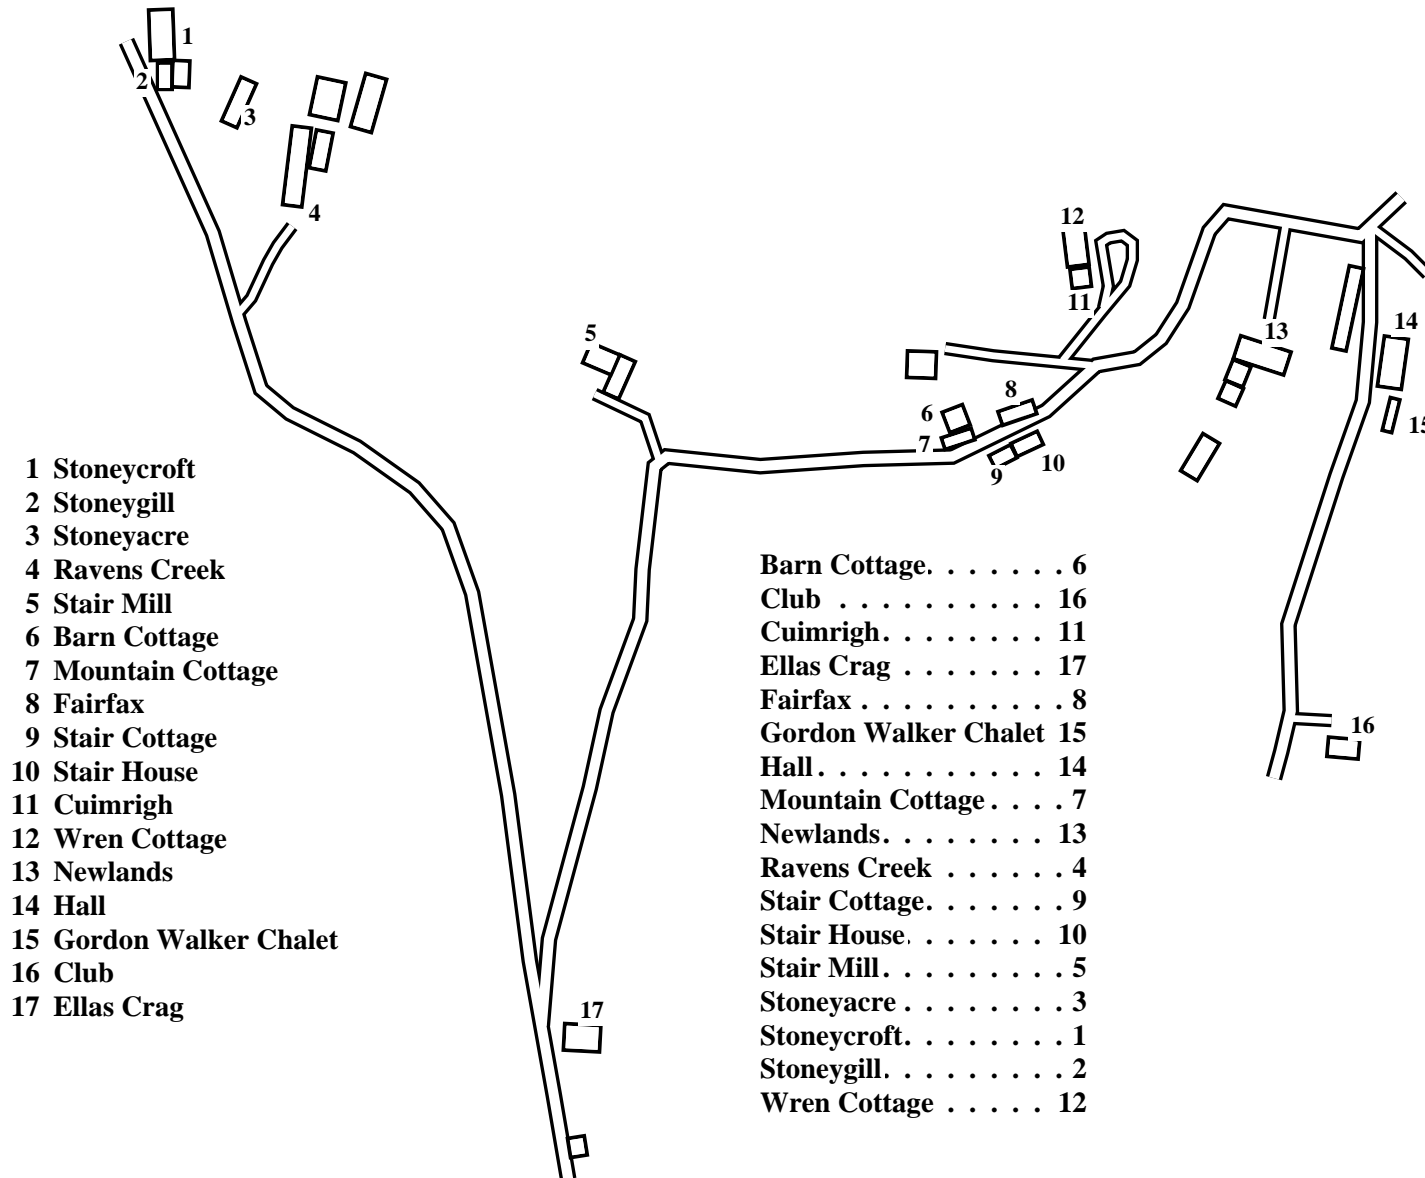 1
2
3
4
12
11
5
13
14
8
6
7
15
9
10
1 Stoneycroft
2 Stoneygill
3 Stoneyacre
4 Ravens Creek
5 Stair Mill
6 Barn Cottage
7 Mountain Cottage
8 Fairfax
9 Stair Cottage
10 Stair House
11 Cuimrigh
12 Wren Cottage
13 Newlands
14 Hall
15 Gordon Walker Chalet
16 Club
17 Ellas Crag
Barn Cottage. . . . . . . 6
Club . . . . . . . . . . 16
Cuimrigh. . . . . . . . 11
Ellas Crag . . . . . . . 17
Fairfax . . . . . . . . . . 8
Gordon Walker Chalet 15
Hall. . . . . . . . . . . . 14
Mountain Cottage. . . . 7
Newlands. . . . . . . . 13
Ravens Creek . . . . . . 4
Stair Cottage. . . . . . . 9
Stair House. . . . . . . 10
Stair Mill. . . . . . . . . 5
Stoneyacre . . . . . . . . 3
Stoneycroft. . . . . . . . 1
Stoneygill. . . . . . . . . 2
Wren Cottage . . . . . 12
16
17